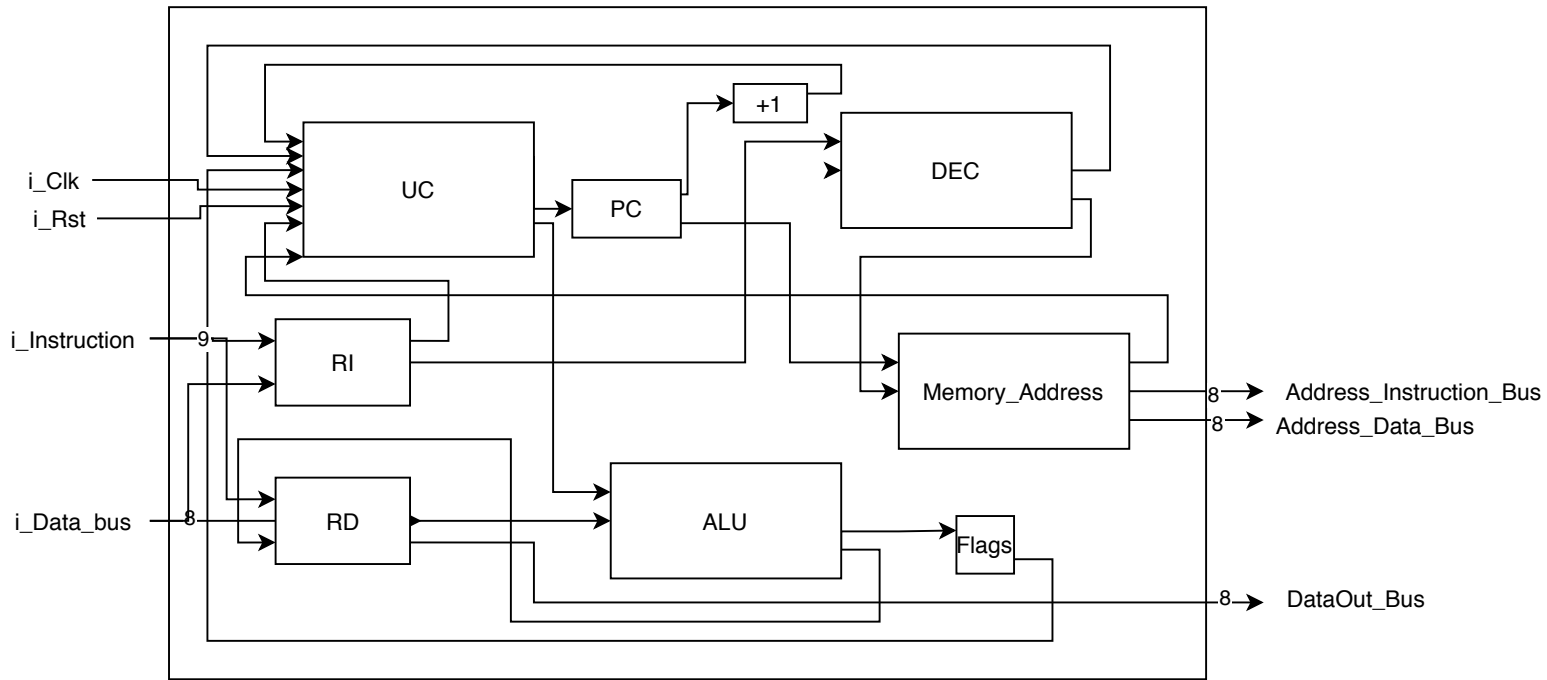 +1
DEC
UC
i_Clk
PC
i_Rst
i_Instruction
9
RI
Memory_Address
8
Address_Instruction_Bus
8
Address_Data_Bus
i_Data_bus
8
RD
ALU
Flags
8
DataOut_Bus